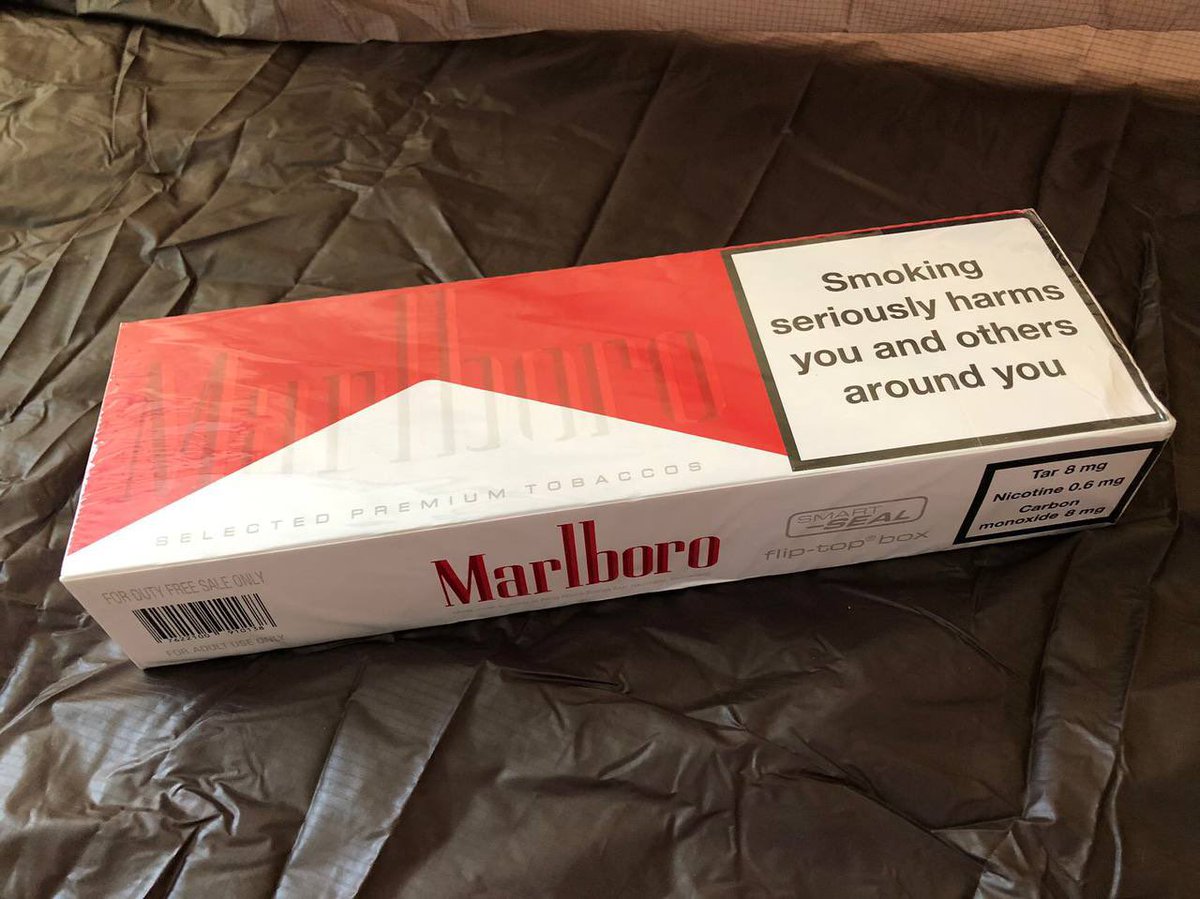 Smoking
seriously harms
you and others
around you
Marlboro
SELECTED PREMIUM TOBACCOS
Tar 8 mg
Nicotine 0.6 mg
Carbon
monoxide 8 mg
SMART
SEAL
flip-top® box
Marlboro
FOR DUTY FREE SALE ONLY
FOR ADULT USE ONLY